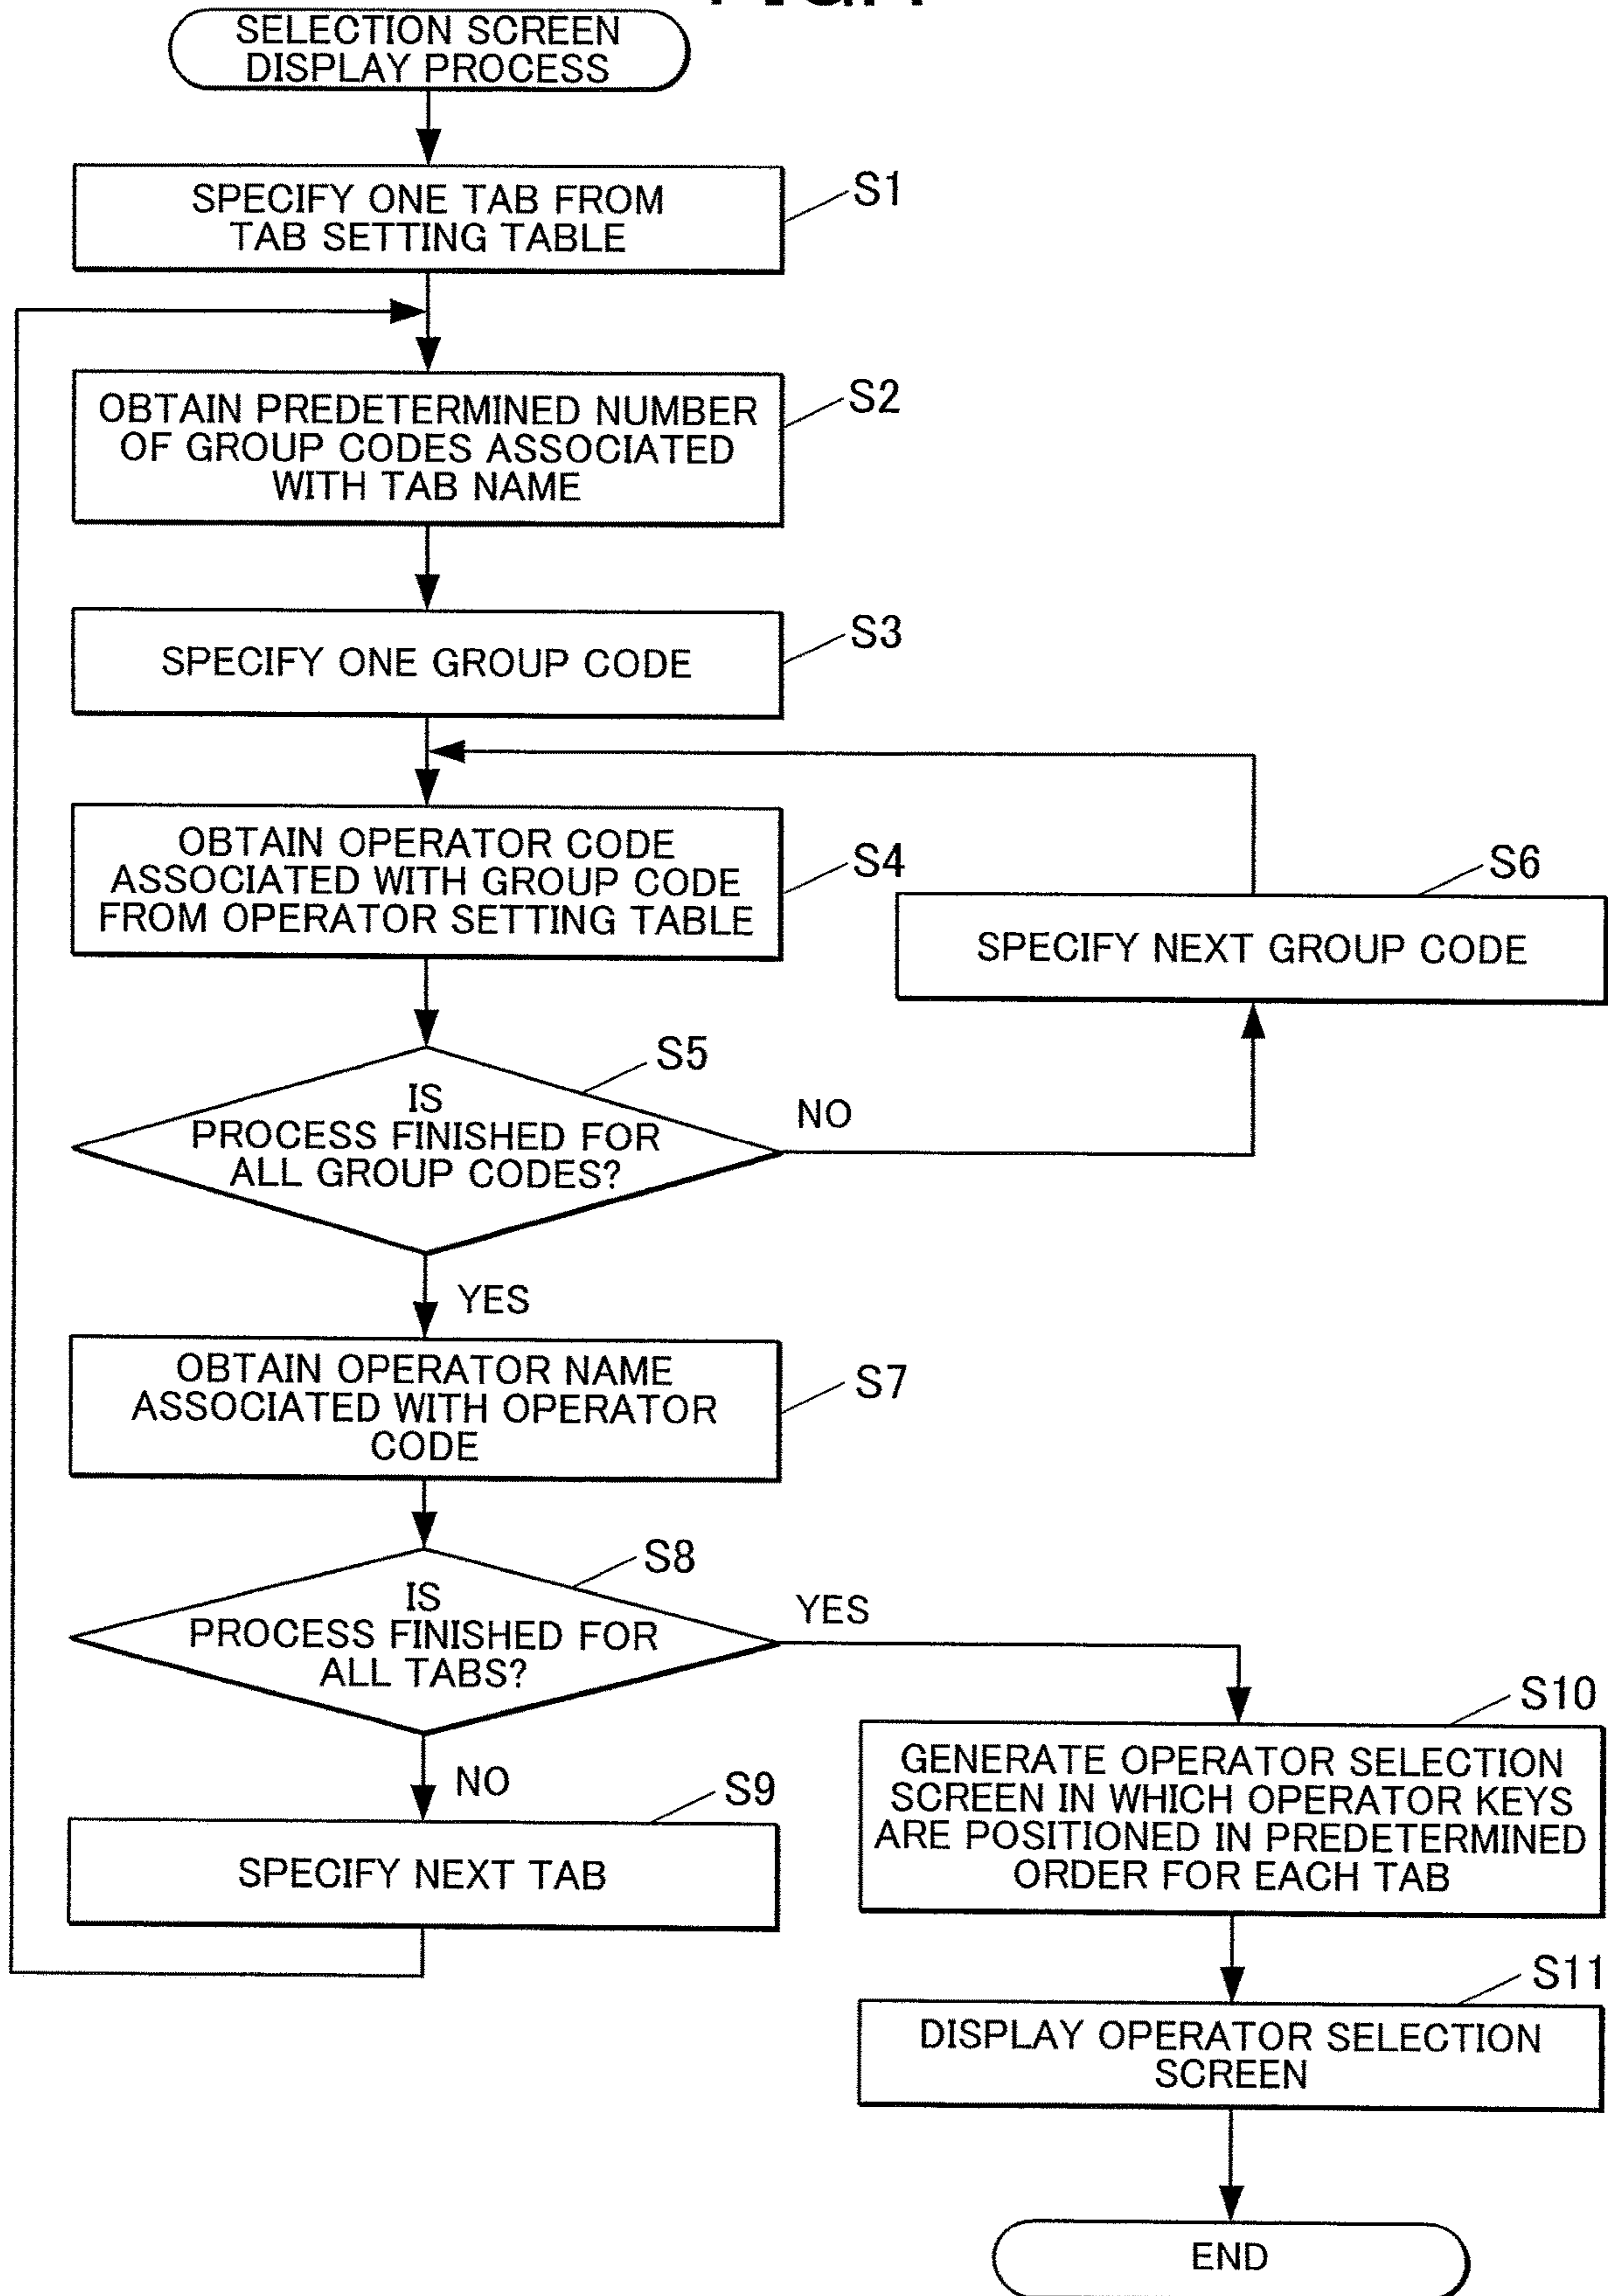 SELECTION SCREEN
DISPLAY PROCESS
SPECIFY ONE TAB FROM
TAB SETTING TABLE
S1
OBTAIN PREDETERMINED NUMBER
OF GROUP CODES ASSOCIATED
WITH TAB NAME
S2
SPECIFY ONE GROUP CODE
S3
OBTAIN OPERATOR CODE
ASSOCIATED WITH GROUP CODE
FROM OPERATOR SETTING TABLE
S4
S6
SPECIFY NEXT GROUP CODE
S5
IS
PROCESS FINISHED FOR
ALL GROUP CODES?
NO
YES
OBTAIN OPERATOR NAME
ASSOCIATED WITH OPERATOR
CODE
S7
S8
IS
PROCESS FINISHED FOR
ALL TABS?
YES
NO
S9
SPECIFY NEXT TAB
S10
GENERATE OPERATOR SELECTION
SCREEN IN WHICH OPERATOR KEYS
ARE POSITIONED IN PREDETERMINED
ORDER FOR EACH TAB
S11
DISPLAY OPERATOR SELECTION
SCREEN
END